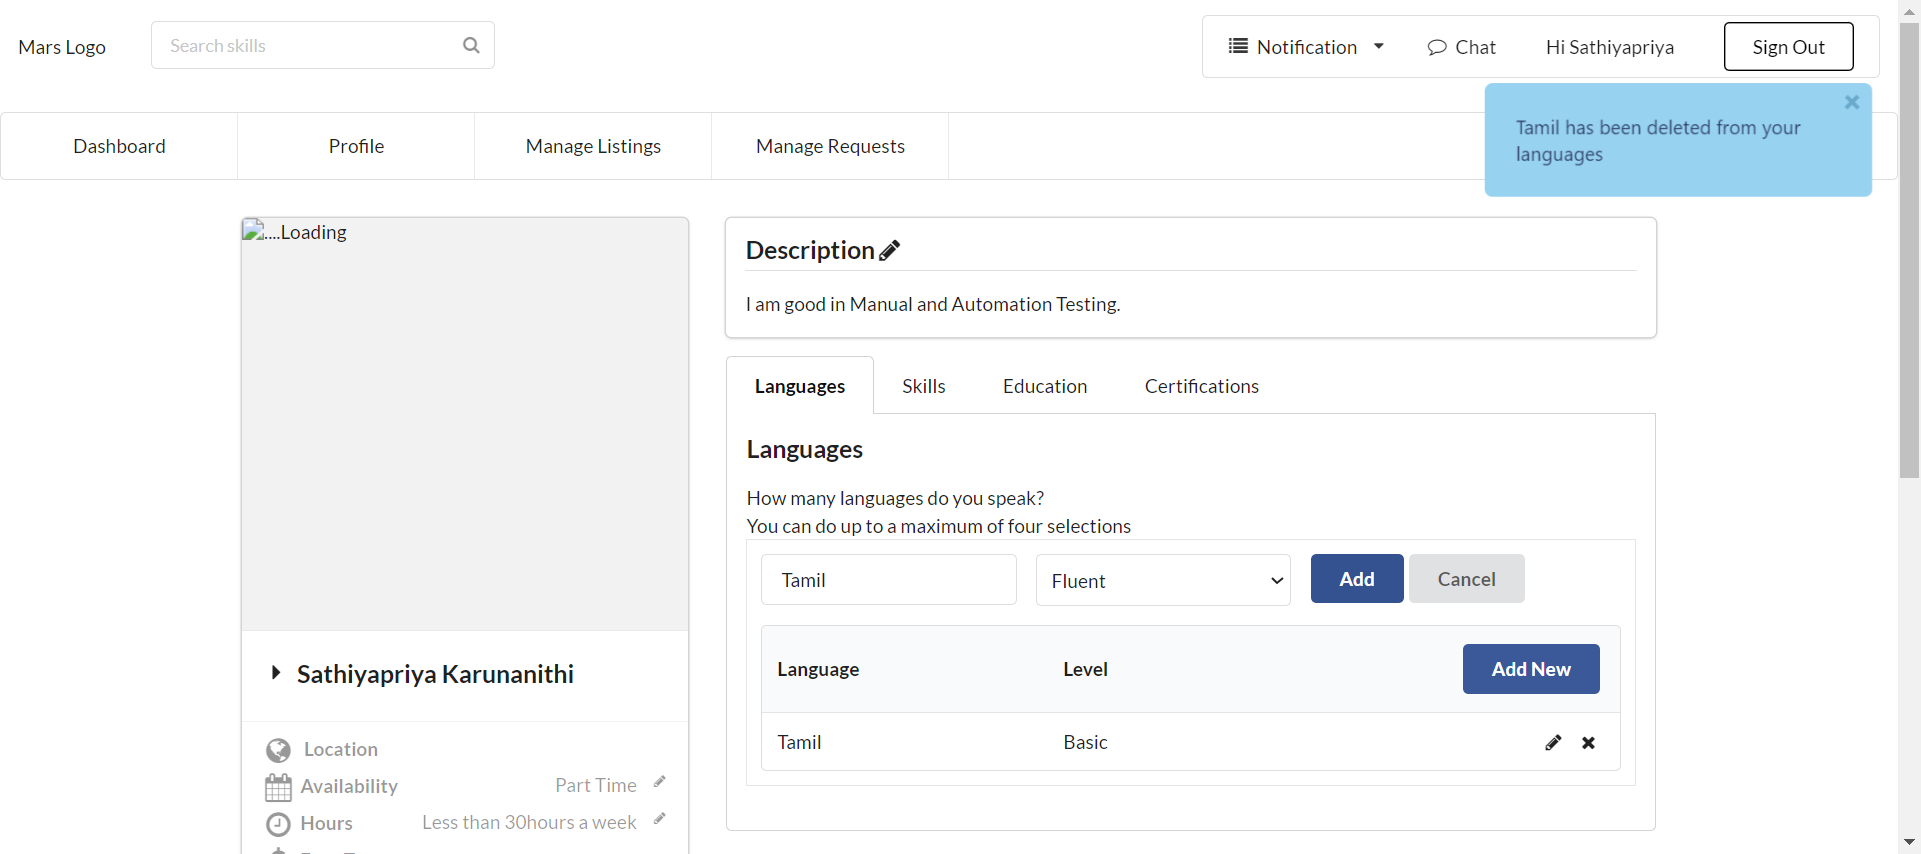 Mars Logo
Search skills
Notification
Chat
Hi Sathiyapriya
Sign Out
Tamil has been deleted from your
languages
Dashboard
Profile
Manage Listings
Manage Requests
....Loading
Sathiyapriya Karunanithi
Location
Availability
Part Time
Hours
Less than 30hours a week
Description
I am good in Manual and Automation Testing.
Languages
Skills
Education
Certifications
Languages
How many languages do you speak?
You can do up to a maximum of four selections
Tamil
Fluent
Add
Cancel
Language
Level
Add New
Tamil
Basic